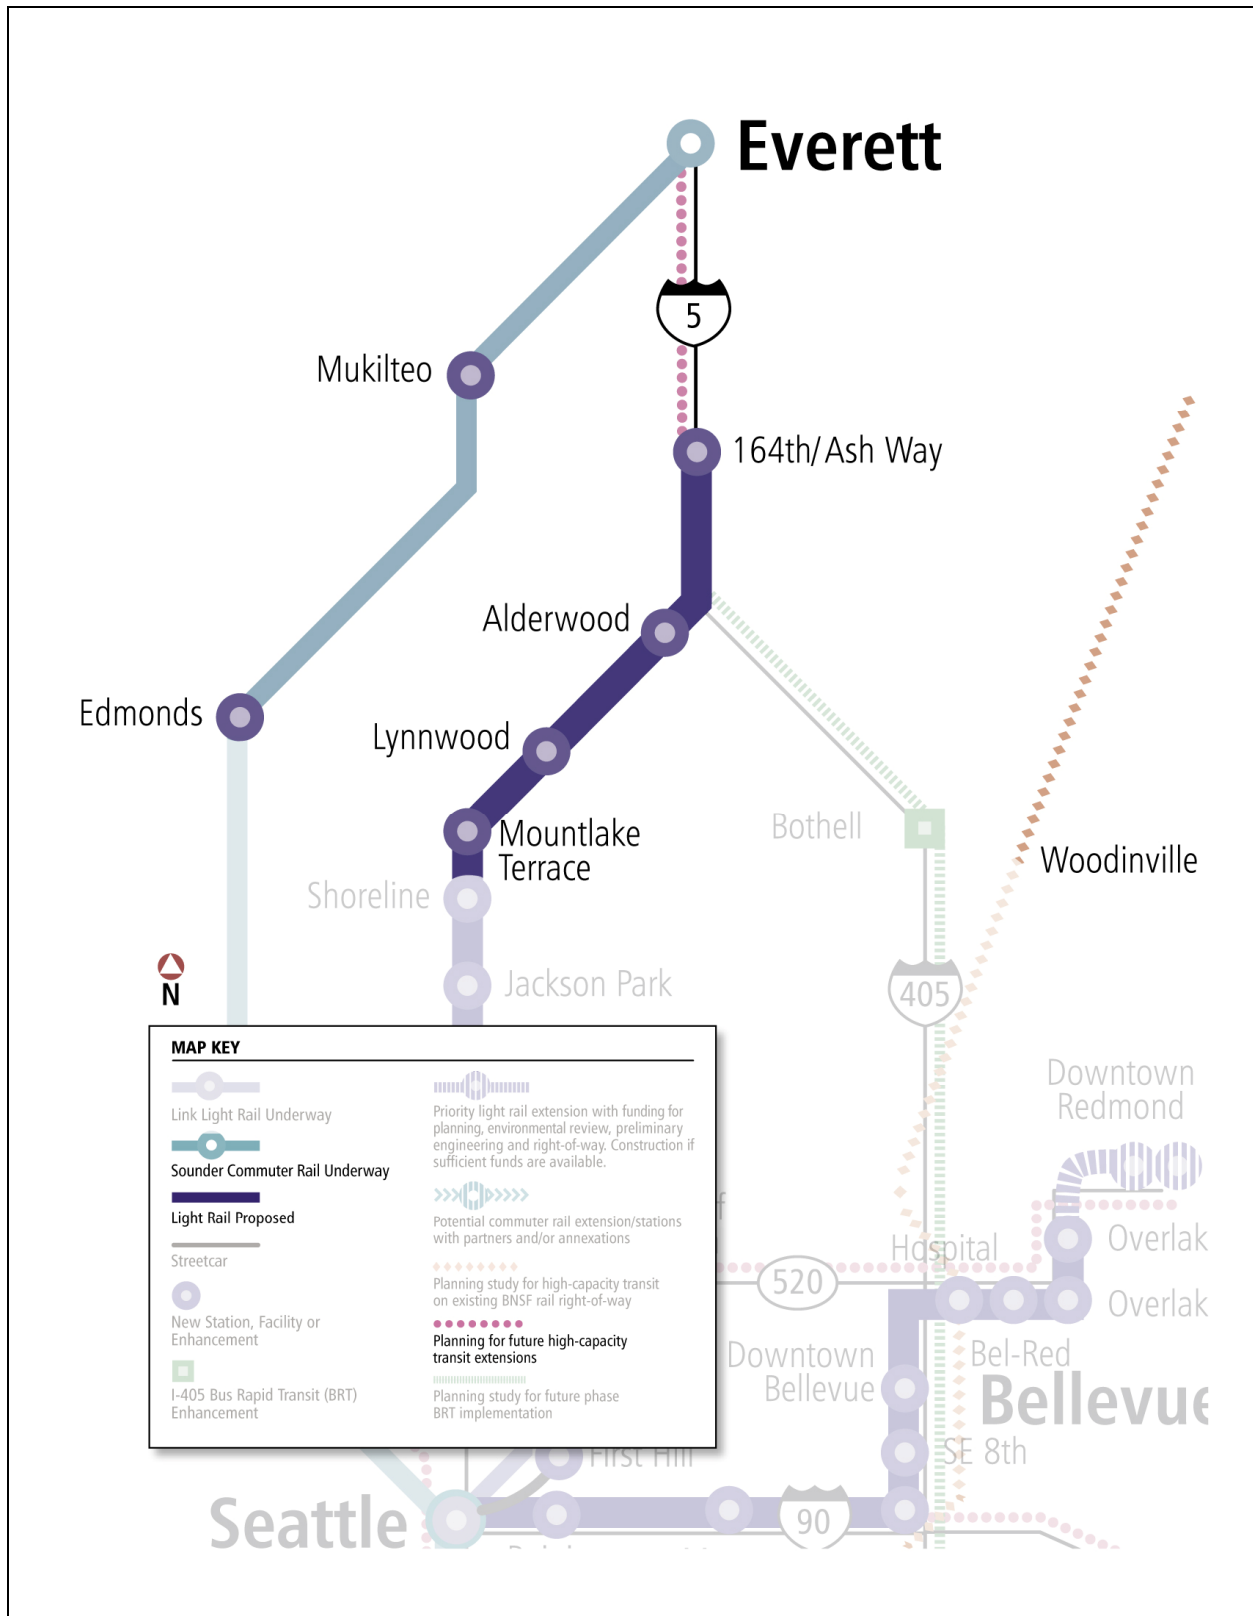 Everett
5
Mukilteo
164th/Ash Way
Alderwood
Edmonds
Lynnwood
Mountlake
Terrace
Bothell
Woodinville
Shoreline
Jackson Park
405
N
MAP KEY
Link Light Rail Underway
Sounder Commuter Rail Underway
Light Rail Proposed
Streetcar
New Station, Facility or
Enhancement
I-405 Bus Rapid Transit (BRT)
Enhancement
Priority light rail extension with funding for
planning, environmental review, preliminary
engineering and right-of-way. Construction if
sufficient funds are available.
Potential commuter rail extension/stations
with partners and/or annexations
Planning study for high-capacity transit
on existing BNSF rail right-of-way
Planning for future high-capacity
transit extensions
Planning study for future phase
BRT implementation
Downtown
Redmond
Overlak
Hospital
520
Overlak
Bel-Red
Downtown
Bellevue
Bellevue
SE 8th
First Hill
Seattle
90